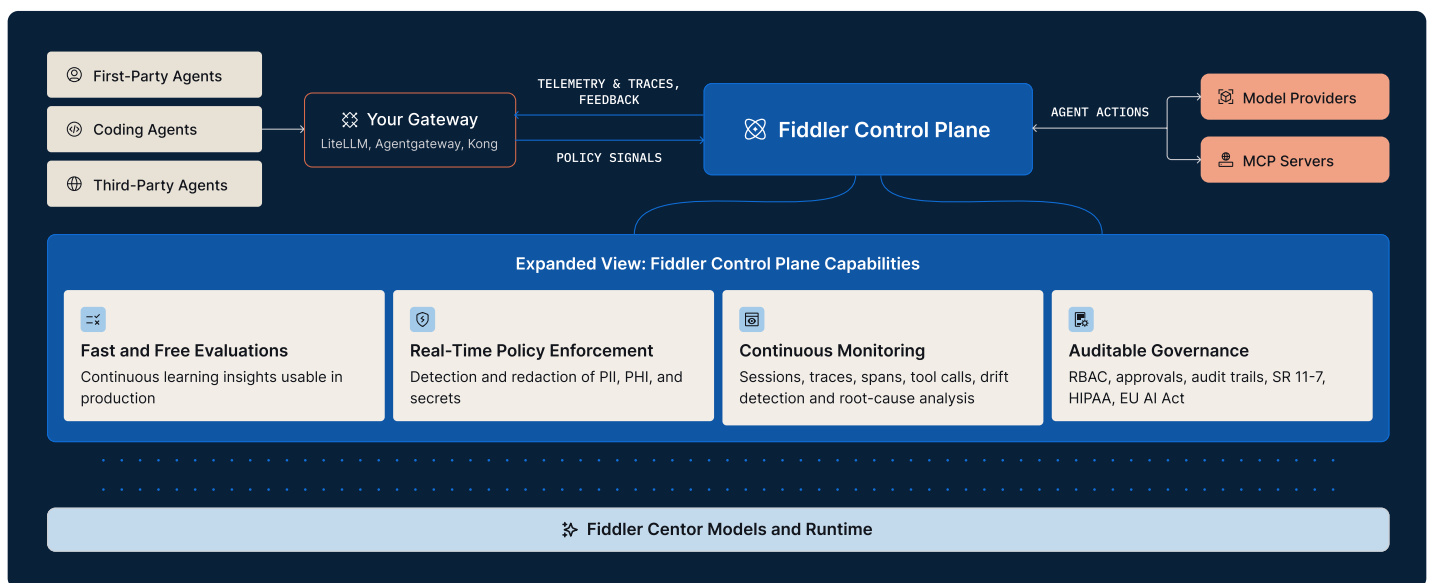 First-Party Agents
Coding Agents
Third-Party Agents
Your Gateway
LiteLLM, Agentgateway, Kong
TELEMETRY & TRACES,
FEEDBACK
POLICY SIGNALS
Fiddler Control Plane
AGENT ACTIONS
Model Providers
MCP Servers
Expanded View: Fiddler Control Plane Capabilities
Fast and Free Evaluations
Continuous learning insights usable in
production
Real-Time Policy Enforcement
Detection and redaction of PII, PHI, and
secrets
Continuous Monitoring
Sessions, traces, spans, tool calls, drift
detection and root-cause analysis
Auditable Governance
RBAC, approvals, audit trails, SR 11-7,
HIPAA, EU AI Act
Fiddler Centor Models and Runtime